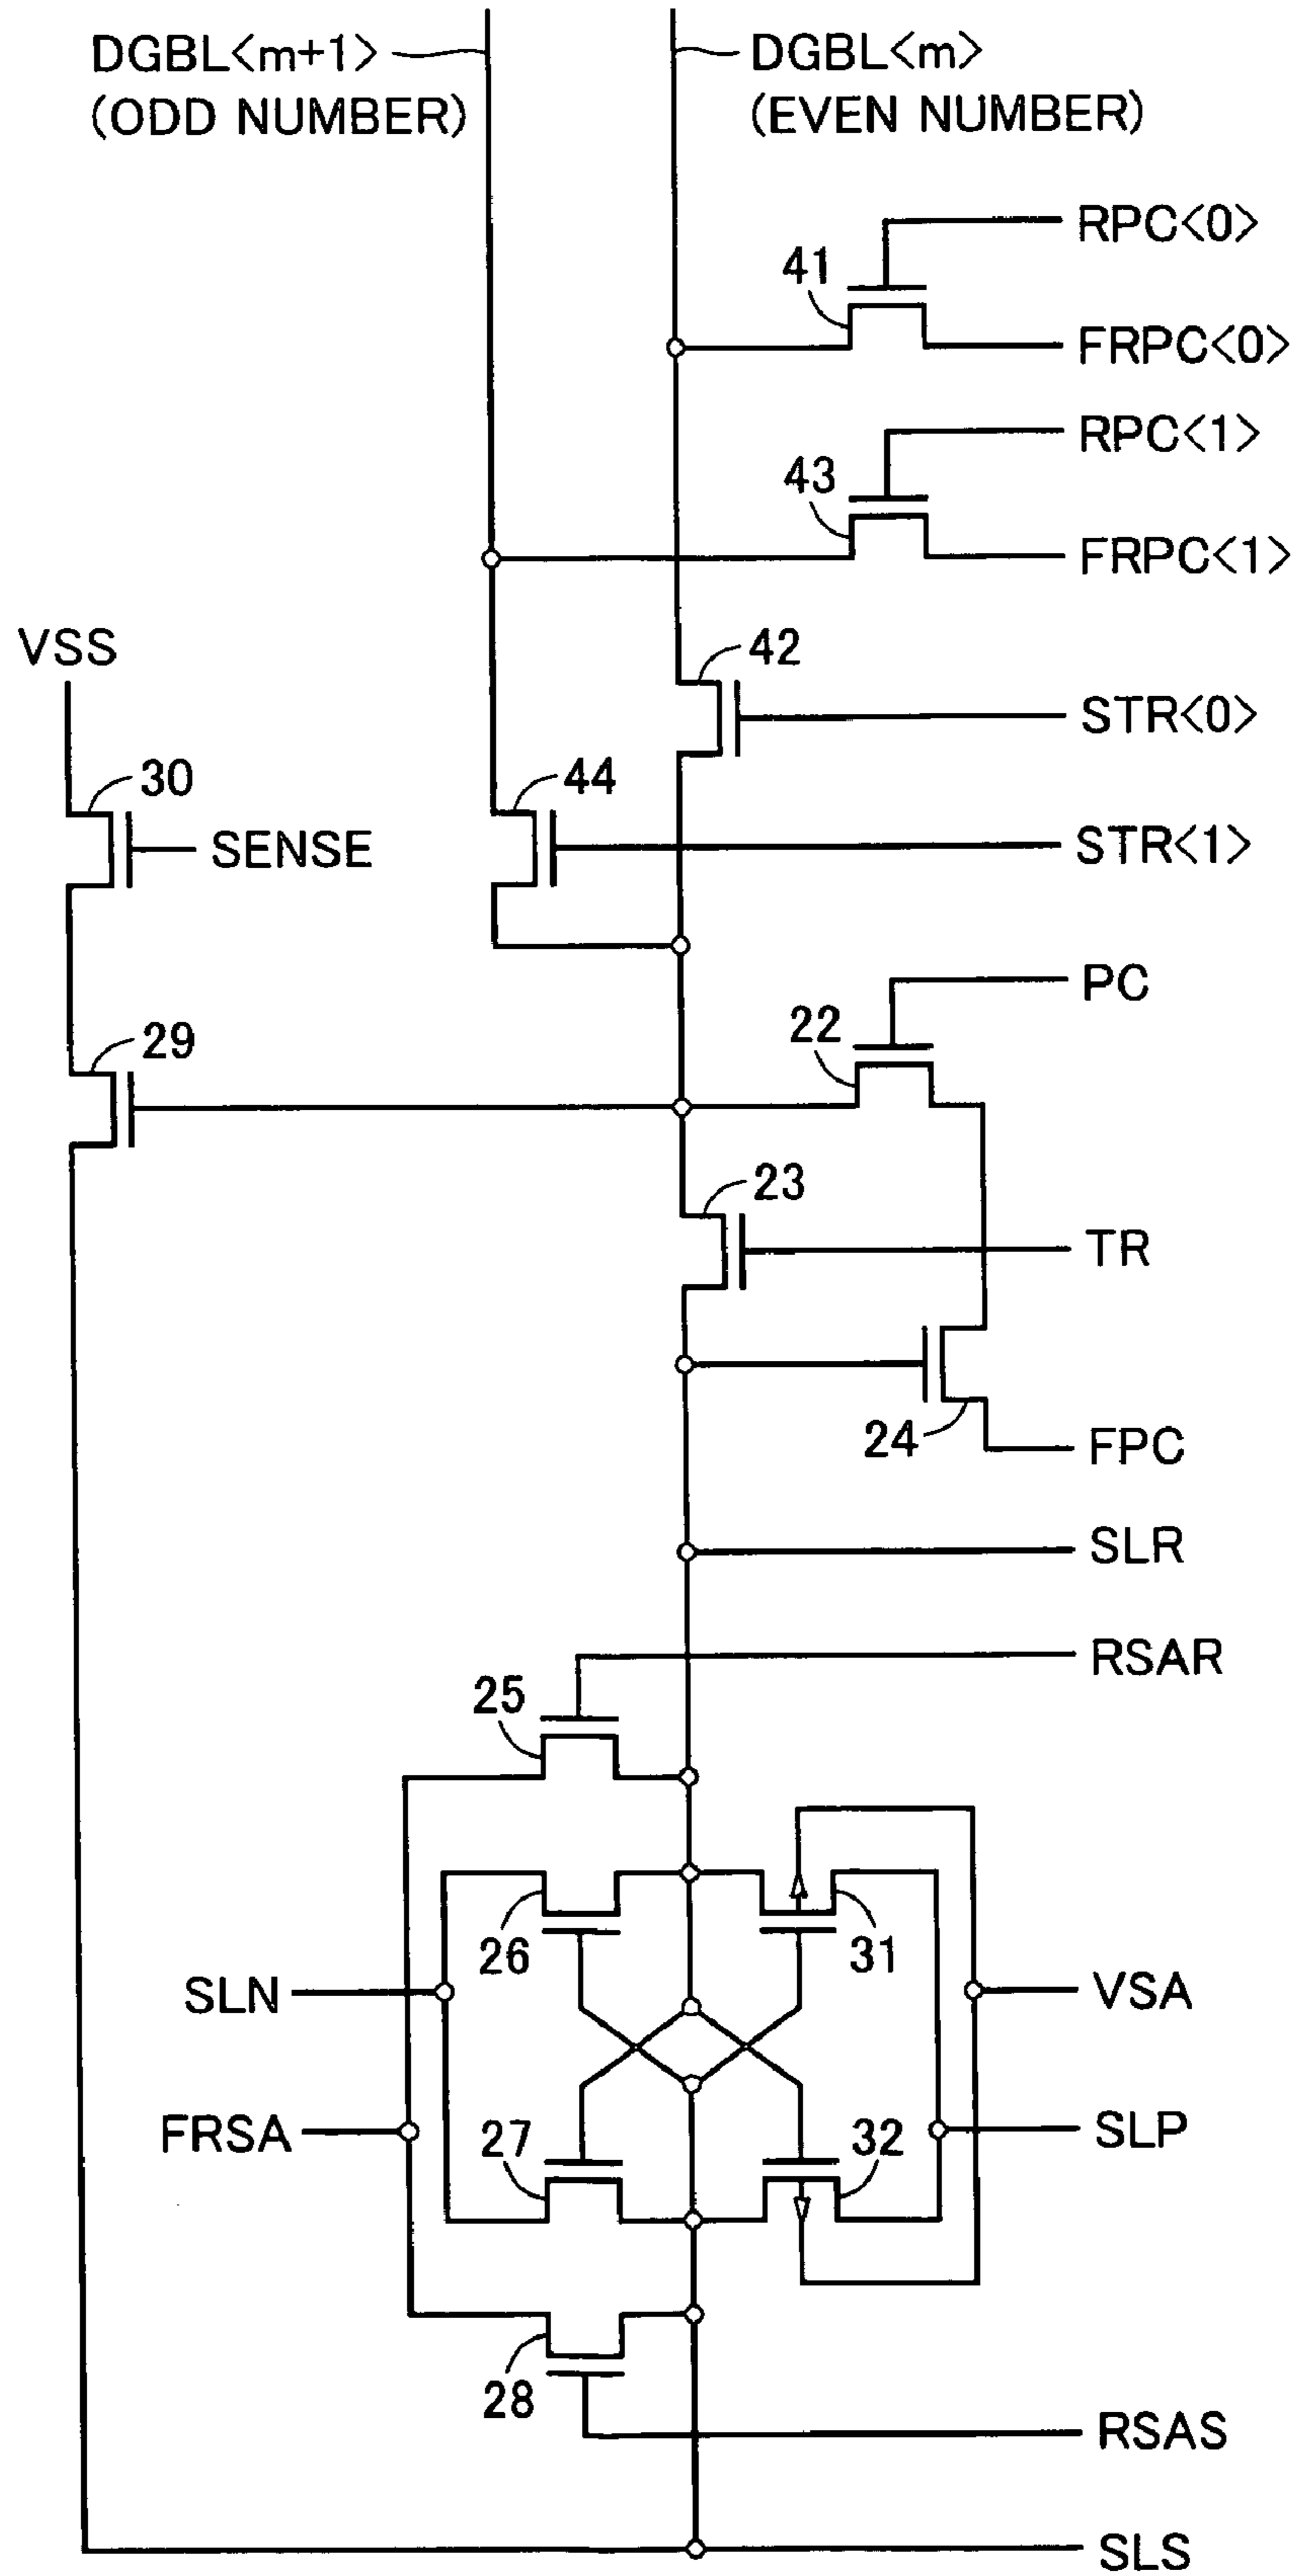 DGBL<m+1>
(ODD NUMBER)
DGBL<m>
(EVEN NUMBER)
RPC<0>
41
FRPC<0>
RPC<1>
43
FRPC<1>
VSS
42
STR<0>
30
44
SENSE
STR<1>
PC
29
22
23
TR
24
FPC
SLR
RSAR
25
26
31
SLN
VSA
FRSA
27
32
SLP
28
RSAS
SLS